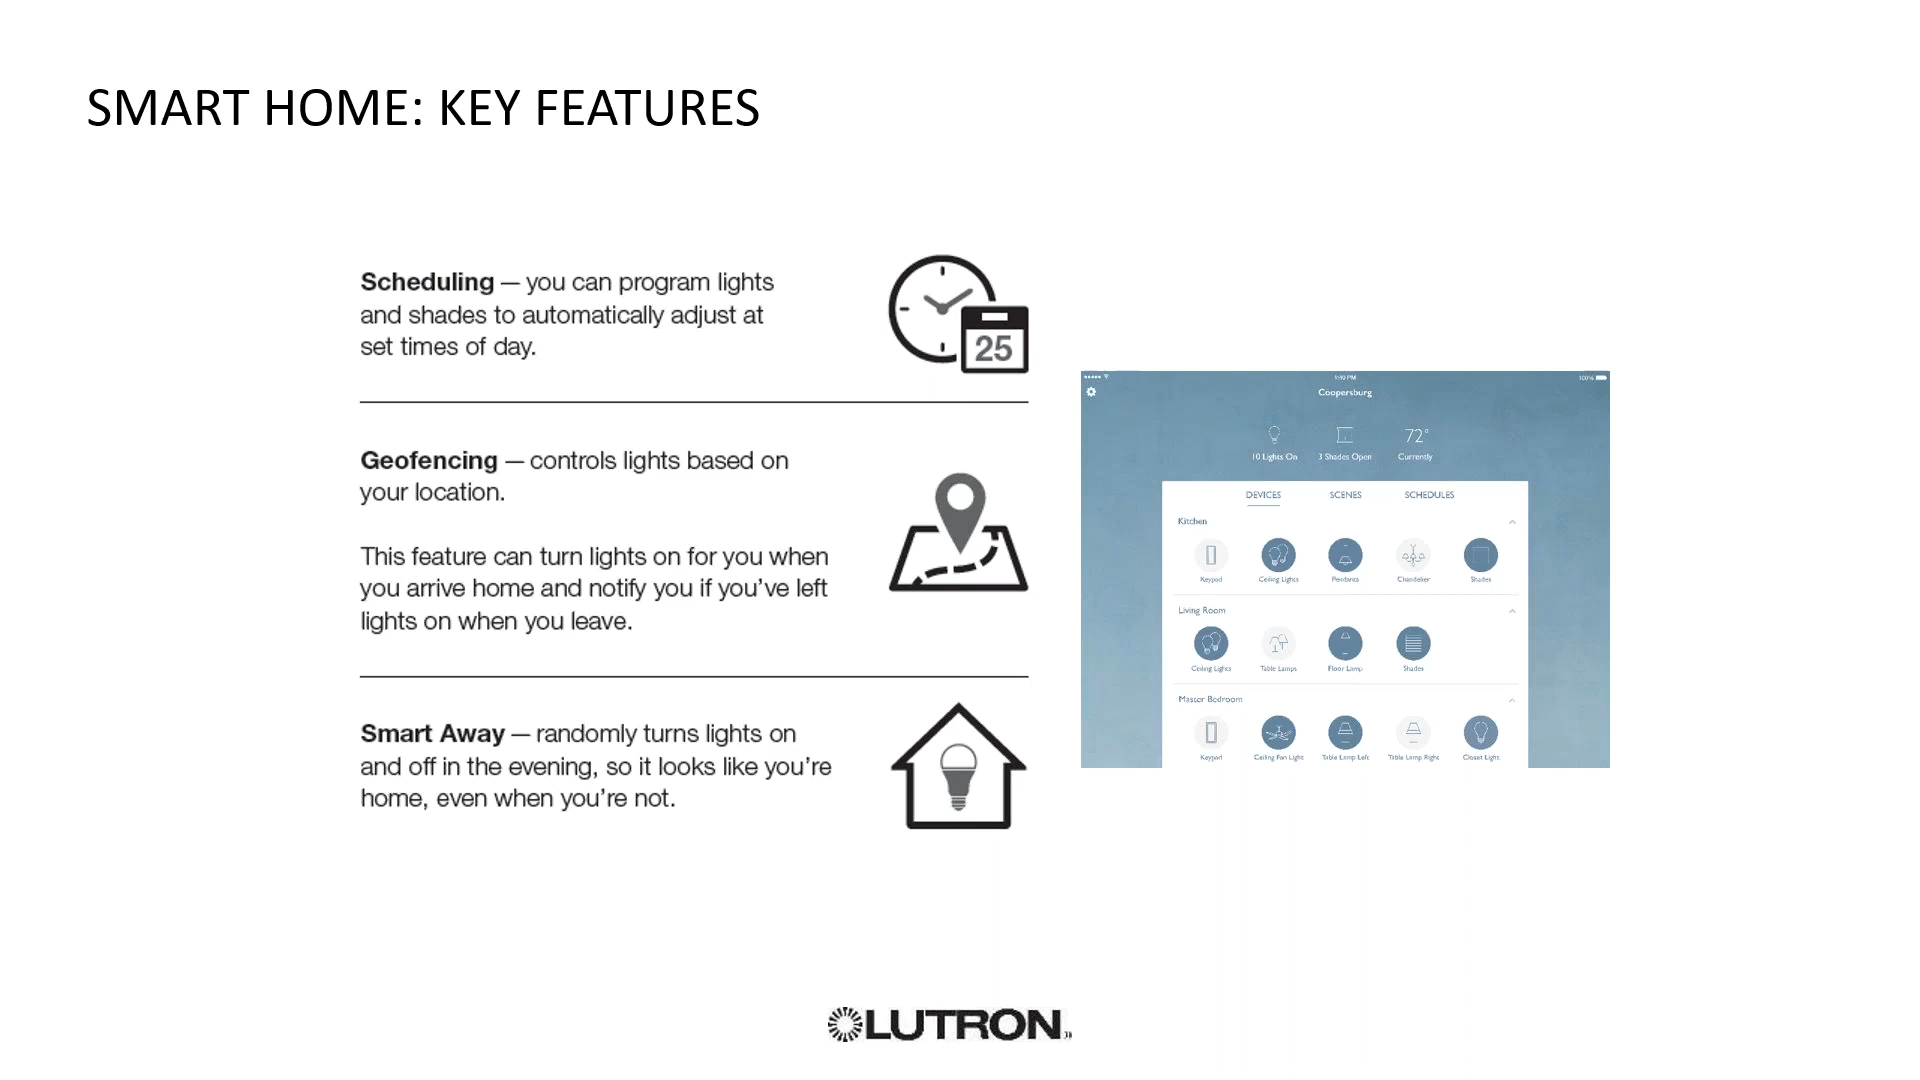 SMART HOME: KEY FEATURES
Scheduling — you can program lights
and shades to automatically adjust at
set times of day.
25
Geofencing — controls lights based on
your location.
This feature can turn lights on for you when
you arrive home and notify you if you’ve left
lights on when you leave.
Smart Away — randomly turns lights on
and off in the evening, so it looks like you’re
home, even when you’re not.
100%
Coopersburg
72°
10 Lights On 3 Shades Open Currently
DEVICES SCENES SCHEDULES
Kitchen
Keypad Ceiling Lights Pendants Chandelier Shades
Living Room
Ceiling Lights Table Lamps Floor Lamp Shades
Master Bedroom
Keypad Ceiling Fan Light Table Lamp Left Table Lamp Right Closet Light
LUTRON